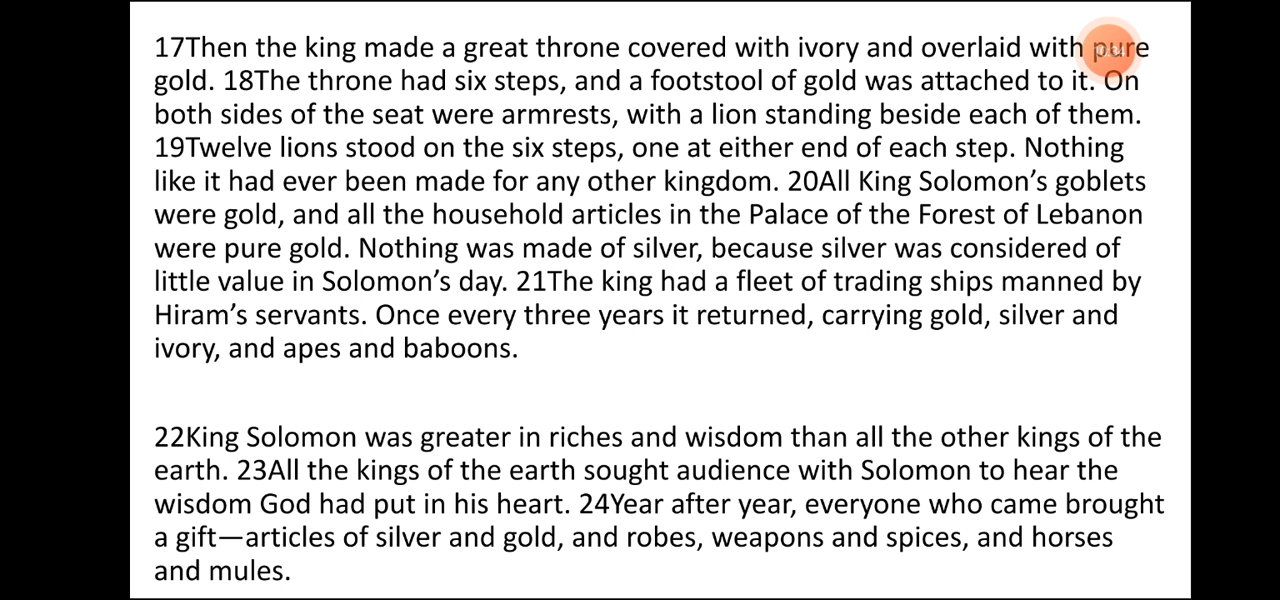 17Then the king made a great throne covered with ivory and overlaid with pure
gold. 18The throne had six steps, and a footstool of gold was attached to it. On
both sides of the seat were armrests, with a lion standing beside each of them.
19Twelve lions stood on the six steps, one at either end of each step. Nothing
like it had ever been made for any other kingdom. 20All King Solomon’s goblets
were gold, and all the household articles in the Palace of the Forest of Lebanon
were pure gold. Nothing was made of silver, because silver was considered of
little value in Solomon’s day. 21The king had a fleet of trading ships manned by
Hiram’s servants. Once every three years it returned, carrying gold, silver and
ivory, and apes and baboons.
22King Solomon was greater in riches and wisdom than all the other kings of the
earth. 23All the kings of the earth sought audience with Solomon to hear the
wisdom God had put in his heart. 24Year after year, everyone who came brought
a gift—articles of silver and gold, and robes, weapons and spices, and horses
and mules.